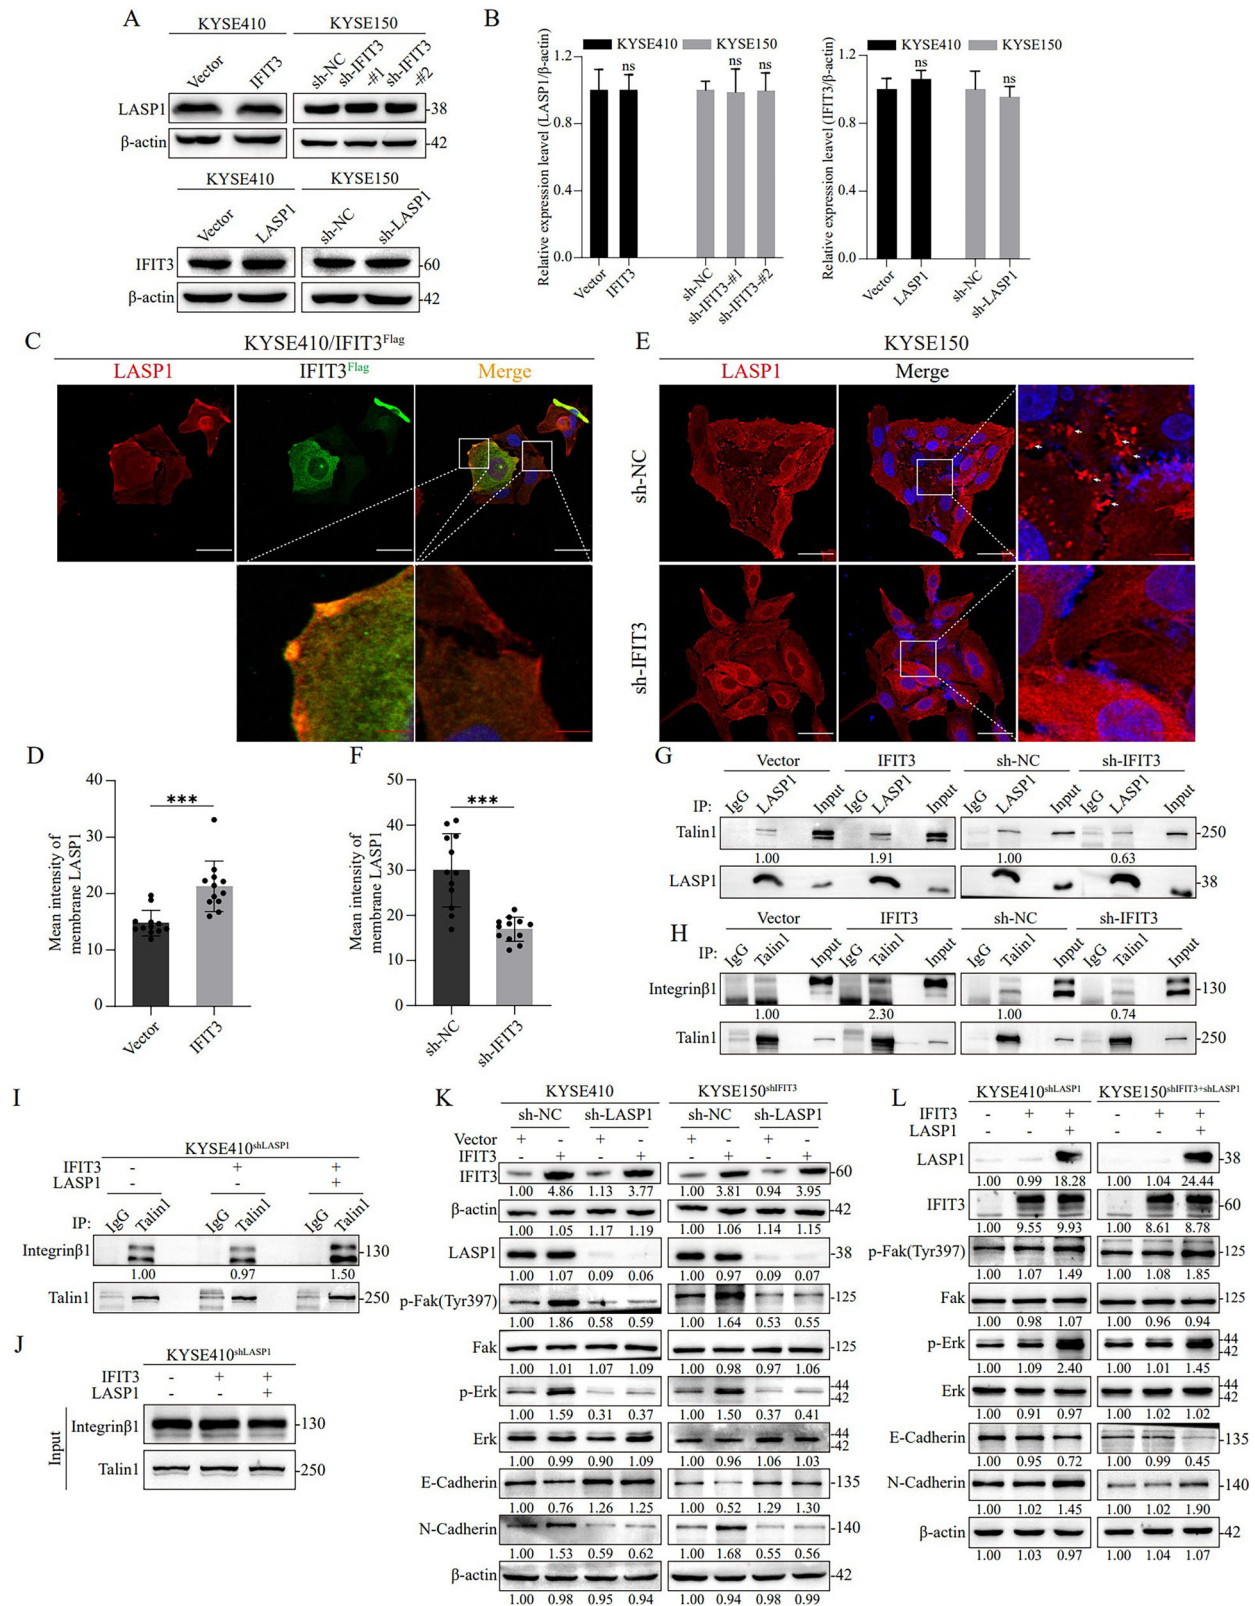 A
KYSE410 KYSE150
Vector IFIT3 sh-NC sh-IFIT3-#1 sh-IFIT3-#2
LASP1 -38
β-actin -42
KYSE410 KYSE150
Vector LASP1 sh-NC sh-LASP1
IFIT3 -60
β-actin -42
B
KYSE410 KYSE150
Relative expression leavel (LASP1/β-actin)
1.2
0.8
0.4
0.0
ns ns ns
Vector IFIT3 sh-NC sh-IFIT3-#1 sh-IFIT3-#2
KYSE410 KYSE150
Relative expression leavel (IFIT3/β-actin)
1.2
0.8
0.4
0.0
ns ns
Vector LASP1 sh-NC sh-LASP1
C
KYSE410/IFIT3Flag
LASP1 IFIT3Flag Merge
E
KYSE150
LASP1 Merge
sh-NC
sh-IFIT3
D
Mean intensity of
membrane LASP1
40
30
20
10
0
***
Vector IFIT3
F
Mean intensity of
membrane LASP1
50
40
30
20
10
0
***
sh-NC sh-IFIT3
G
Vector IFIT3 sh-NC sh-IFIT3
IP: IgG LASP1 Input IgG LASP1 Input IgG LASP1 Input IgG LASP1 Input
Talin1 -250
1.00 1.91 1.00 0.63
LASP1 -38
H
Vector IFIT3 sh-NC sh-IFIT3
IP: IgG Talin1 Input IgG Talin1 Input IgG Talin1 Input IgG Talin1 Input
Integrinβ1 -130
1.00 2.30 1.00 0.74
Talin1 -250
I
KYSE410shLASP1
IFIT3 - + +
LASP1 - - +
IP: IgG Talin1 IgG Talin1 IgG Talin1
Integrinβ1 -130
1.00 0.97 1.50
Talin1 -250
J
KYSE410shLASP1
IFIT3 - + +
LASP1 - - +
Input
Integrinβ1 -130
Talin1 -250
K
KYSE410 KYSE150shIFIT3
sh-NC sh-LASP1 sh-NC sh-LASP1
Vector + - + - + - + -
IFIT3 - + - + - + - +
IFIT3 -60
1.00 4.86 1.13 3.77 1.00 3.81 0.94 3.95
β-actin -42
1.00 1.05 1.17 1.19 1.00 1.06 1.14 1.15
LASP1 -38
1.00 1.07 0.09 0.06 1.00 0.97 0.09 0.07
p-Fak(Tyr397) -125
1.00 1.86 0.58 0.59 1.00 1.64 0.53 0.55
Fak -125
1.00 1.01 1.07 1.09 1.00 0.98 0.97 1.06
p-Erk -44 -42
1.00 1.59 0.31 0.37 1.00 1.50 0.37 0.41
Erk -44 -42
1.00 0.99 0.90 1.09 1.00 0.96 1.06 1.03
E-Cadherin -135
1.00 0.76 1.26 1.25 1.00 0.52 1.29 1.30
N-Cadherin -140
1.00 1.53 0.59 0.62 1.00 1.68 0.55 0.56
β-actin -42
1.00 0.98 0.95 0.94 1.00 0.94 0.98 0.99
L
KYSE410shLASP1 KYSE150shIFIT3+shLASP1
IFIT3 - + + - + +
LASP1 - - + - - +
LASP1 -38
1.00 0.99 18.28 1.00 1.04 24.44
IFIT3 -60
1.00 9.55 9.93 1.00 8.61 8.78
p-Fak(Tyr397) -125
1.00 1.07 1.49 1.00 1.08 1.85
Fak -125
1.00 0.98 1.07 1.00 0.96 0.94
p-Erk -44 -42
1.00 1.09 2.40 1.00 1.01 1.45
Erk -44 -42
1.00 0.91 0.97 1.00 1.02 1.02
E-Cadherin -135
1.00 0.95 0.72 1.00 0.99 0.45
N-Cadherin -140
1.00 1.02 1.45 1.00 1.02 1.90
β-actin -42
1.00 1.03 0.97 1.00 1.04 1.07